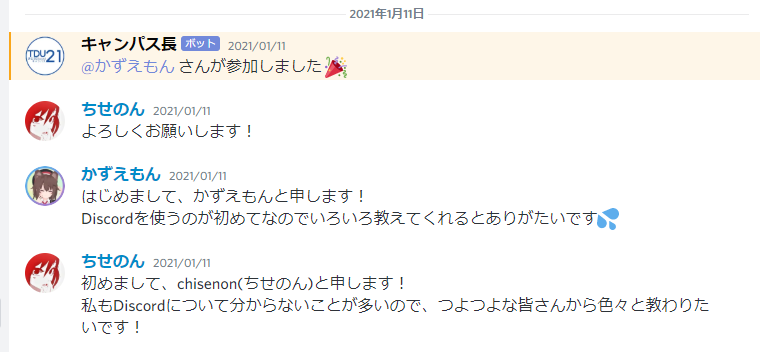 2021年1月11日
TDU21
キャンパス長 ボット 2021/01/11
@かずえもん さんが参加しました🎉
ちせのん 2021/01/11
よろしくお願いします！
かずえもん 2021/01/11
はじめまして、かずえもんと申します！
Discordを使うのが初めてなのでいろいろ教えてくれるとありがたいです💦
ちせのん 2021/01/11
初めまして、chisenon(ちせのん)と申します！
私もDiscordについて分からないことが多いので、つよつよな皆さんから色々と教わりた
いです！